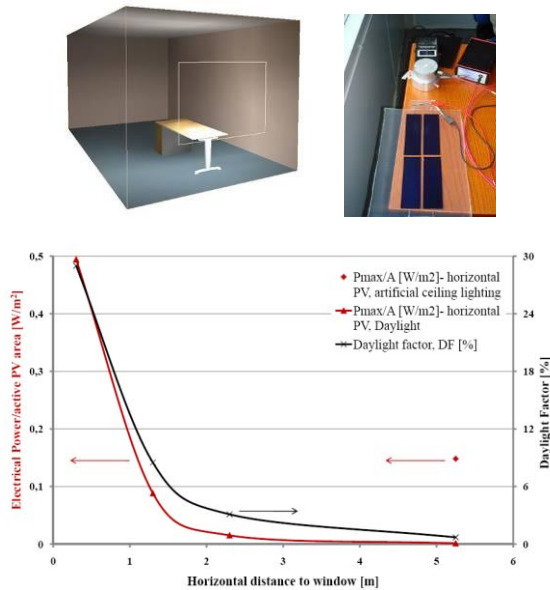 0,5
0,4
0,3
0,2
0,1
0
Electrical Power/active PV area [W/m²]
30
24
18
12
6
0
Daylight Factor [%]
Pmax/A [W/m2]- horizontal
PV, artificial ceiling lighting
Pmax/A [W/m2]- horizontal
PV, Daylight
Daylight factor, DF [%]
0 1 2 3 4 5 6
Horizontal distance to window [m]